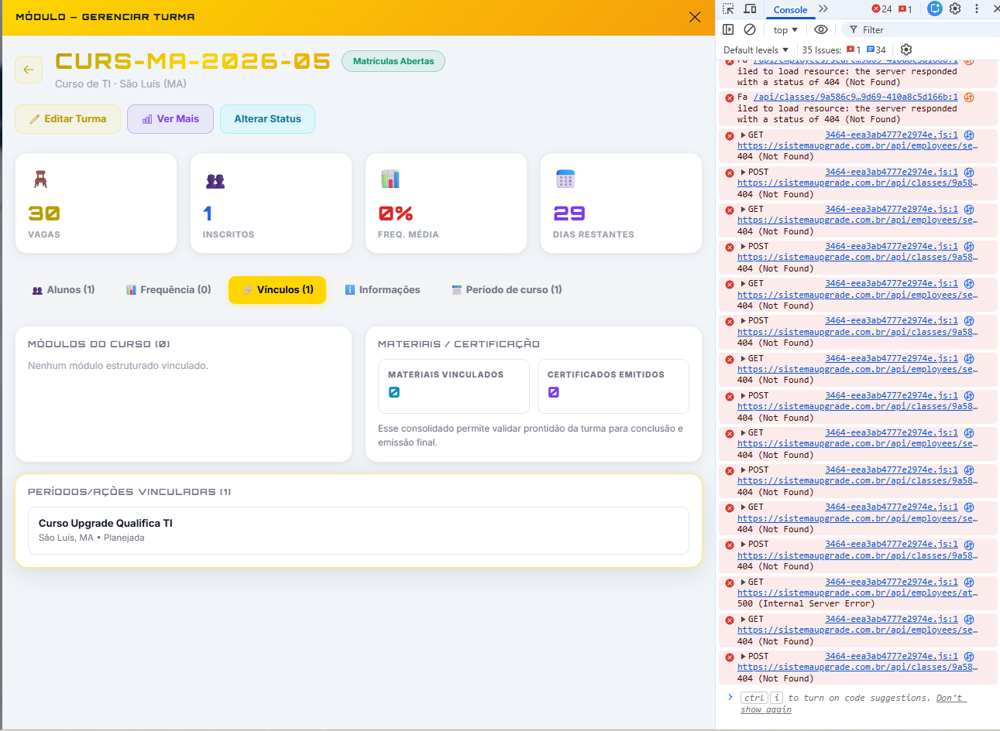 MÓDULO – GERENCIAR TURMA
CURS-MA-2026-05
Matrículas Abertas
Curso de TI · São Luís (MA)
Editar Turma
Ver Mais
Alterar Status
30
VAGAS
1
INSCRITOS
0%
FREQ. MÉDIA
29
DIAS RESTANTES
Alunos (1)
Frequência (0)
Vínculos (1)
Informações
Período de curso (1)
MÓDULOS DO CURSO (0)
Nenhum módulo estruturado vinculado.
MATERIAIS / CERTIFICAÇÃO
MATERIAIS VINCULADOS
0
CERTIFICADOS EMITIDOS
0
Esse consolidado permite validar prontidão da turma para conclusão e
emissão final.
PERÍODOS/AÇÕES VINCULADAS (1)
Curso Upgrade Qualifica TI
São Luís, MA • Planejada
Console
24
1
top
Filter
Default levels
35 Issues:
1
34
Fa /api/employees/searc…9d69-410a8c5d166b:1
iled to load resource: the server responded
with a status of 404 (Not Found)
Fa /api/classes/9a586c9…9d69-410a8c5d166b:1
iled to load resource: the server responded
with a status of 404 (Not Found)
GET 3464-eea3ab4777e2974e.js:1
https://sistemaupgrade.com.br/api/employees/se…
404 (Not Found)
POST 3464-eea3ab4777e2974e.js:1
https://sistemaupgrade.com.br/api/classes/9a58…
404 (Not Found)
GET 3464-eea3ab4777e2974e.js:1
https://sistemaupgrade.com.br/api/employees/se…
404 (Not Found)
POST 3464-eea3ab4777e2974e.js:1
https://sistemaupgrade.com.br/api/classes/9a58…
404 (Not Found)
GET 3464-eea3ab4777e2974e.js:1
https://sistemaupgrade.com.br/api/employees/se…
404 (Not Found)
POST 3464-eea3ab4777e2974e.js:1
https://sistemaupgrade.com.br/api/classes/9a58…
404 (Not Found)
GET 3464-eea3ab4777e2974e.js:1
https://sistemaupgrade.com.br/api/employees/se…
404 (Not Found)
POST 3464-eea3ab4777e2974e.js:1
https://sistemaupgrade.com.br/api/classes/9a58…
404 (Not Found)
GET 3464-eea3ab4777e2974e.js:1
https://sistemaupgrade.com.br/api/employees/se…
404 (Not Found)
POST 3464-eea3ab4777e2974e.js:1
https://sistemaupgrade.com.br/api/classes/9a58…
404 (Not Found)
GET 3464-eea3ab4777e2974e.js:1
https://sistemaupgrade.com.br/api/employees/se…
404 (Not Found)
POST 3464-eea3ab4777e2974e.js:1
https://sistemaupgrade.com.br/api/classes/9a58…
404 (Not Found)
GET 3464-eea3ab4777e2974e.js:1
https://sistemaupgrade.com.br/api/employees/at…
500 (Internal Server Error)
GET 3464-eea3ab4777e2974e.js:1
https://sistemaupgrade.com.br/api/employees/se…
404 (Not Found)
POST 3464-eea3ab4777e2974e.js:1
https://sistemaupgrade.com.br/api/classes/9a58…
404 (Not Found)
ctrl i to turn on code suggestions. Don't
show again